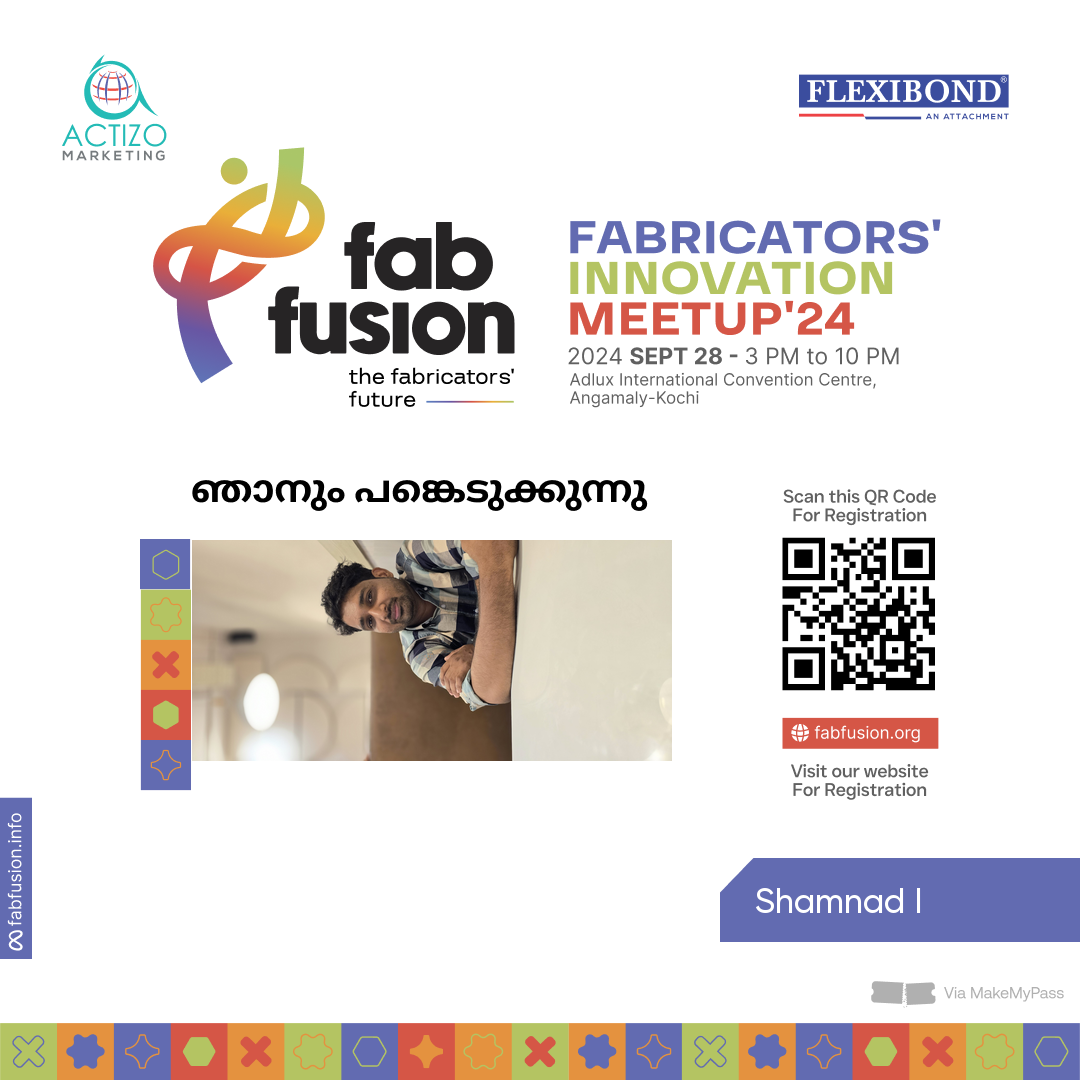 ACTIZO
MARKETING
FLEXIBOND®
AN ATTACHMENT
fab
fusion
the fabricators'
future
FABRICATORS'
INNOVATION
MEETUP'24
2024 SEPT 28 - 3 PM to 10 PM
Adlux International Convention Centre,
Angamaly-Kochi
ഞാനും പങ്കെടുക്കുന്നു
Scan this QR Code
For Registration
fabfusion.org
Visit our website
For Registration
fabfusion.info
Shamnad I
Via MakeMyPass